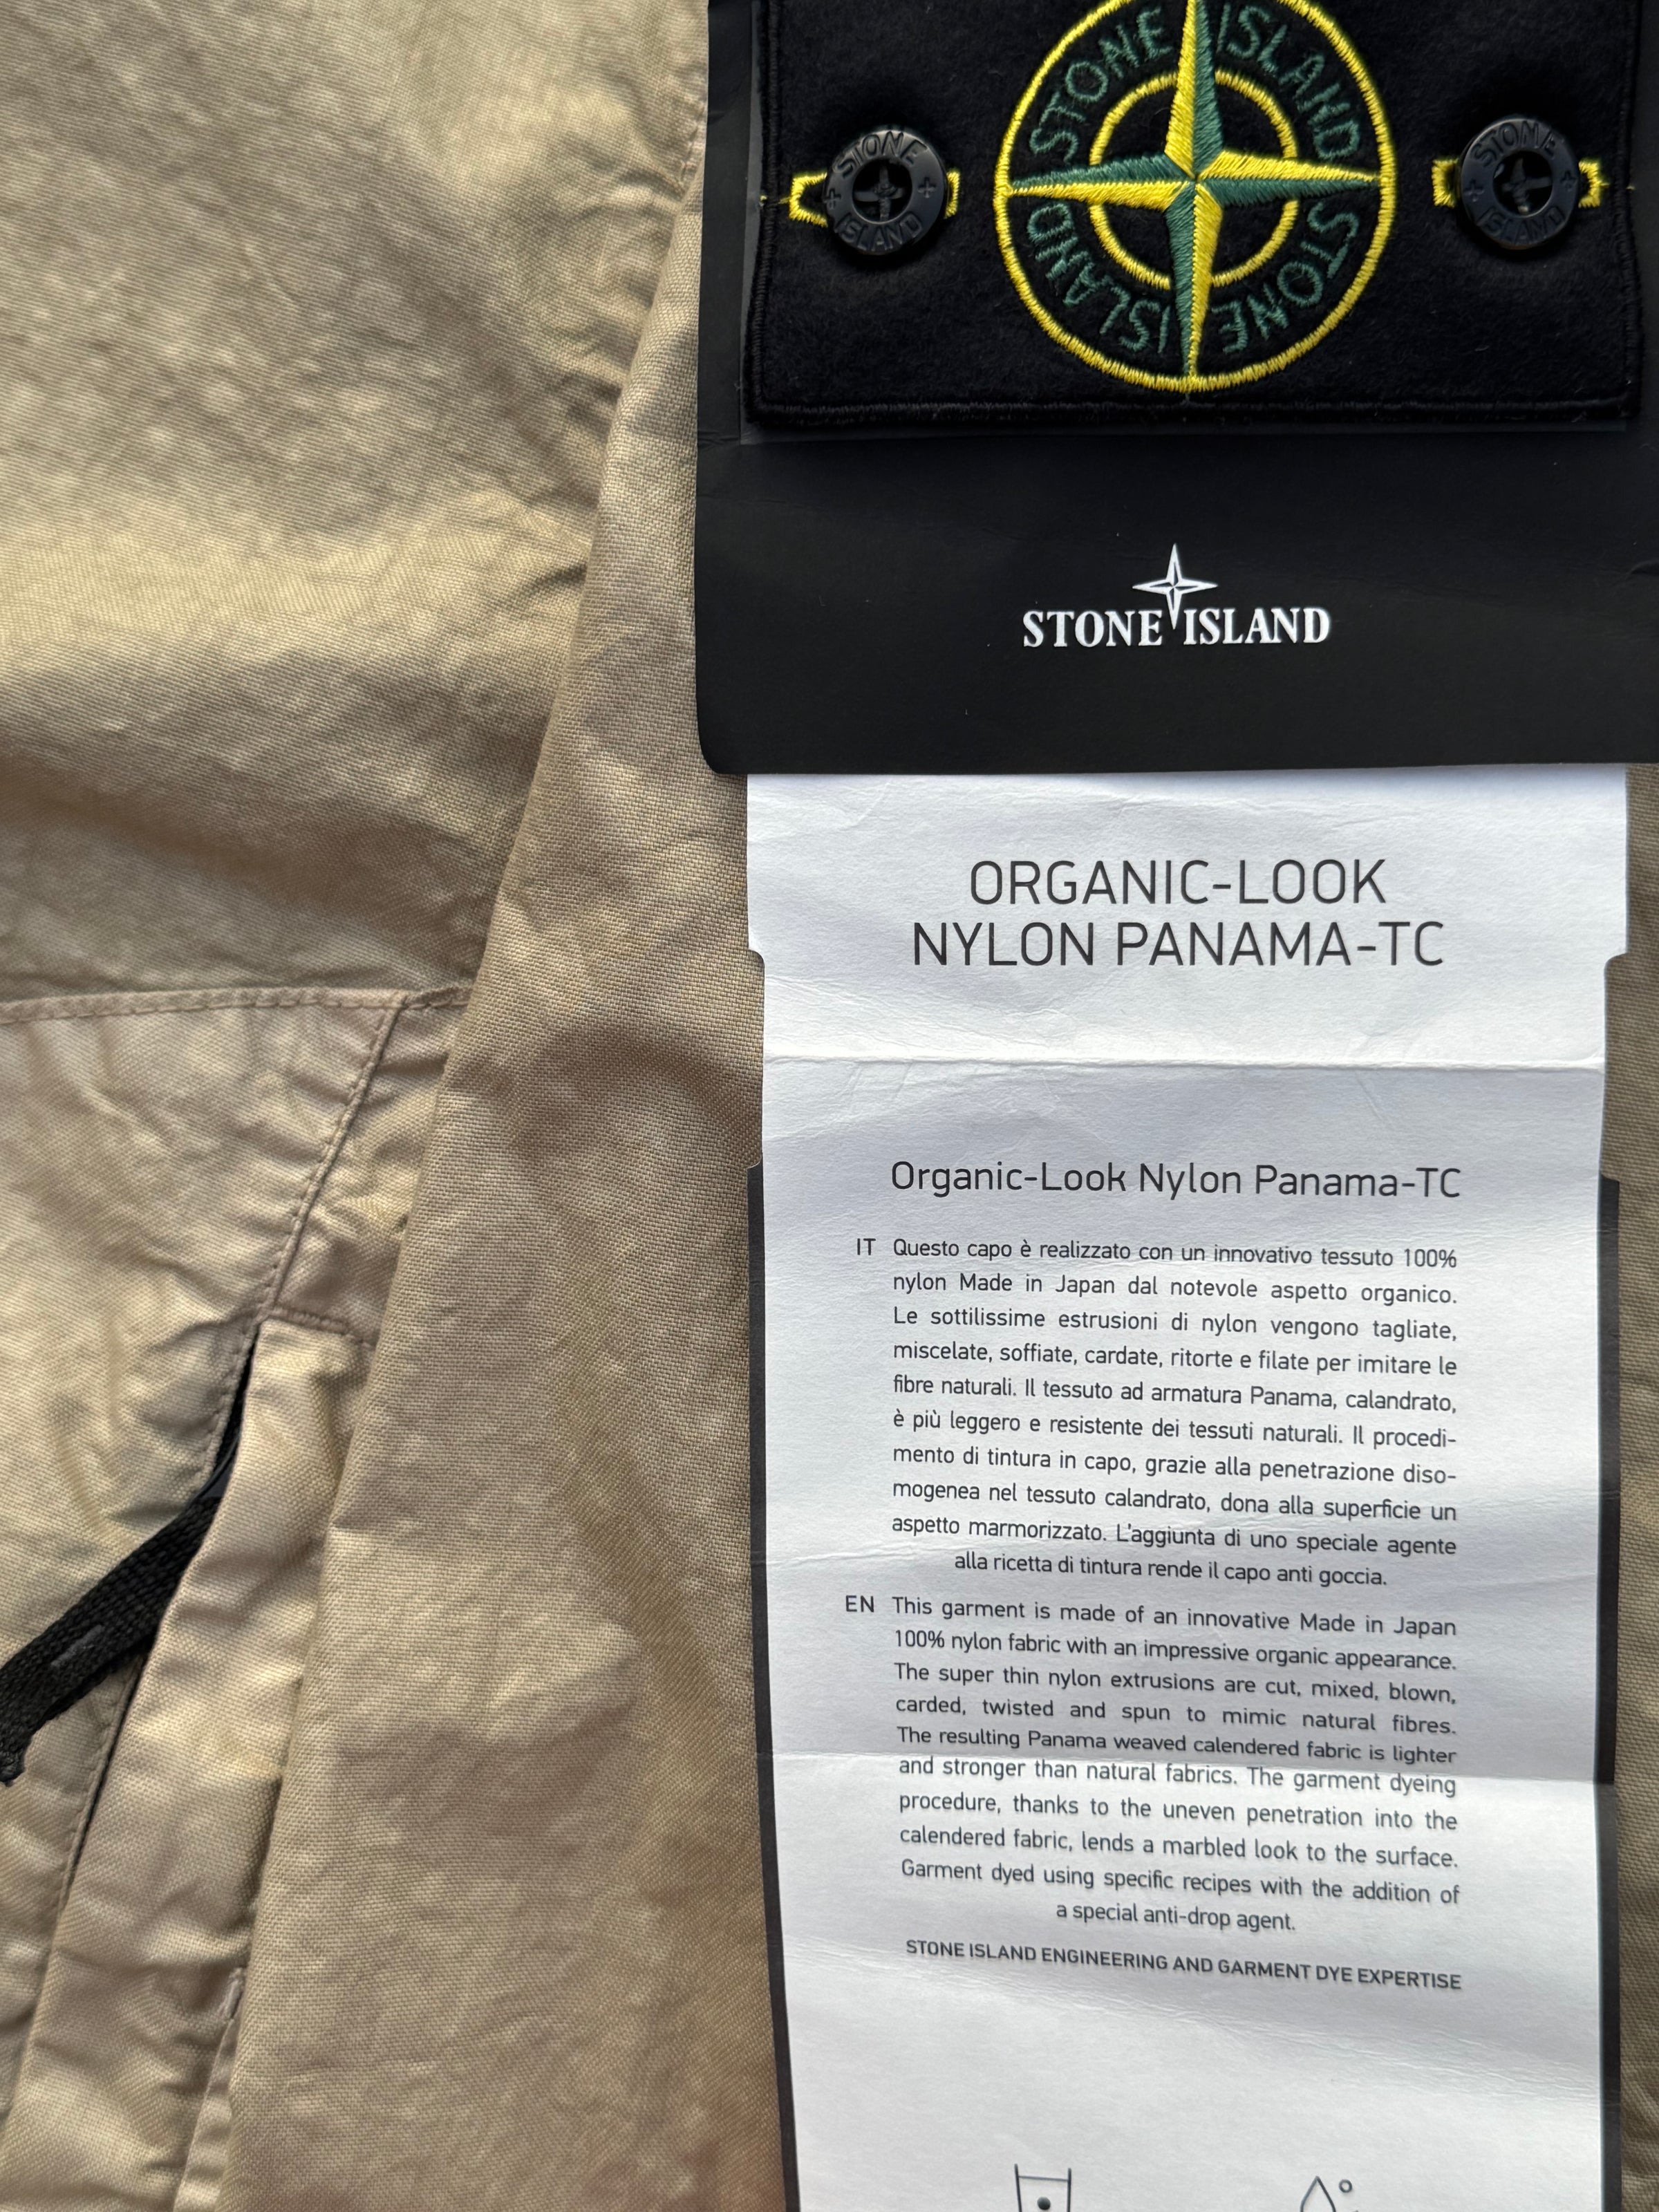 STONE ISLAND
STONE ISLAND
STONE
ISLAND
STONE
ISLAND
STONE ISLAND
ORGANIC-LOOK
NYLON PANAMA-TC
Organic-Look Nylon Panama-TC
IT Questo capo è realizzato con un innovativo tessuto 100%
nylon Made in Japan dal notevole aspetto organico.
Le sottilissime estrusioni di nylon vengono tagliate,
miscelate, soffiate, cardate, ritorte e filate per imitare le
fibre naturali. Il tessuto ad armatura Panama, calandrato,
è più leggero e resistente dei tessuti naturali. Il procedi-
mento di tintura in capo, grazie alla penetrazione diso-
mogenea nel tessuto calandrato, dona alla superficie un
aspetto marmorizzato. L'aggiunta di uno speciale agente
alla ricetta di tintura rende il capo anti goccia.
EN This garment is made of an innovative Made in Japan
100% nylon fabric with an impressive organic appearance.
The super thin nylon extrusions are cut, mixed, blown,
carded, twisted and spun to mimic natural fibres.
The resulting Panama weaved calendered fabric is lighter
and stronger than natural fabrics. The garment dyeing
procedure, thanks to the uneven penetration into the
calendered fabric, lends a marbled look to the surface.
Garment dyed using specific recipes with the addition of
a special anti-drop agent.
STONE ISLAND ENGINEERING AND GARMENT DYE EXPERTISE